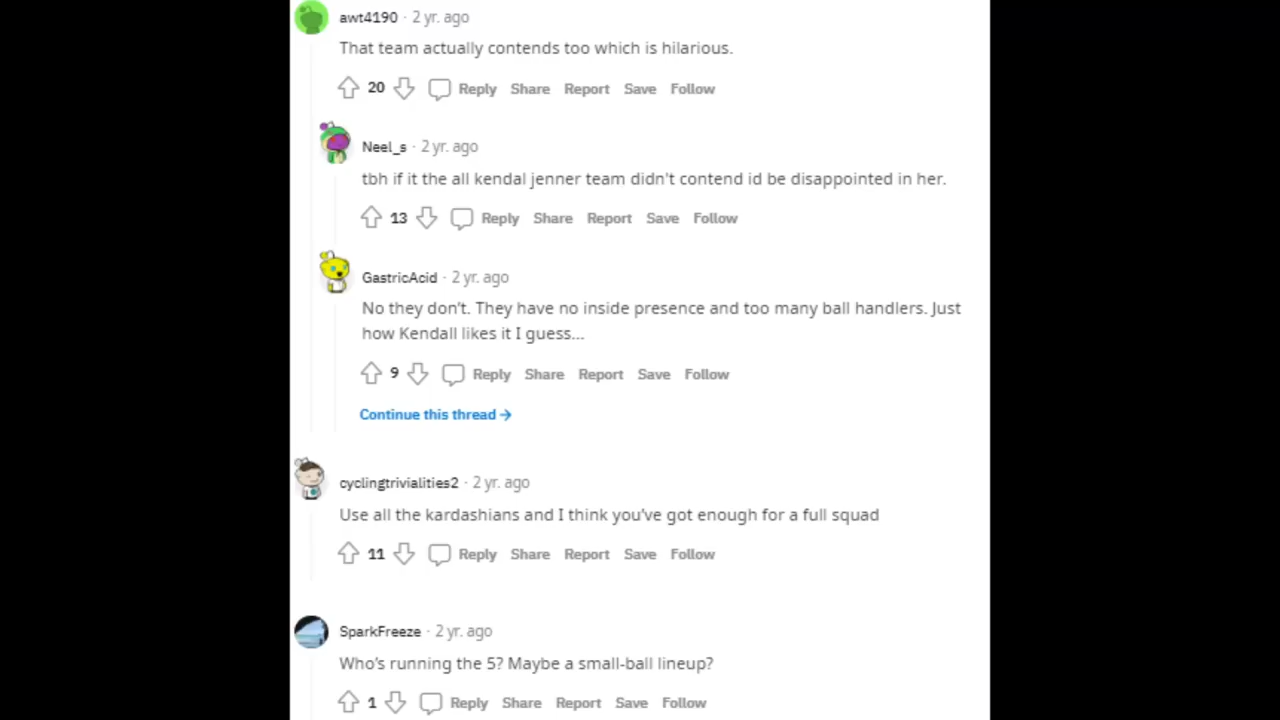 awt4190 · 2 yr. ago
That team actually contends too which is hilarious.
20 Reply Share Report Save Follow
Neel_s · 2 yr. ago
tbh if it the all kendal jenner team didn't contend id be disappointed in her.
13 Reply Share Report Save Follow
GastricAcid · 2 yr. ago
No they don't. They have no inside presence and too many ball handlers. Just
how Kendall likes it I guess...
9 Reply Share Report Save Follow
Continue this thread →
cyclingtrivialities2 · 2 yr. ago
Use all the kardashians and I think you've got enough for a full squad
11 Reply Share Report Save Follow
SparkFreeze · 2 yr. ago
Who's running the 5? Maybe a small-ball lineup?
1 Reply Share Report Save Follow